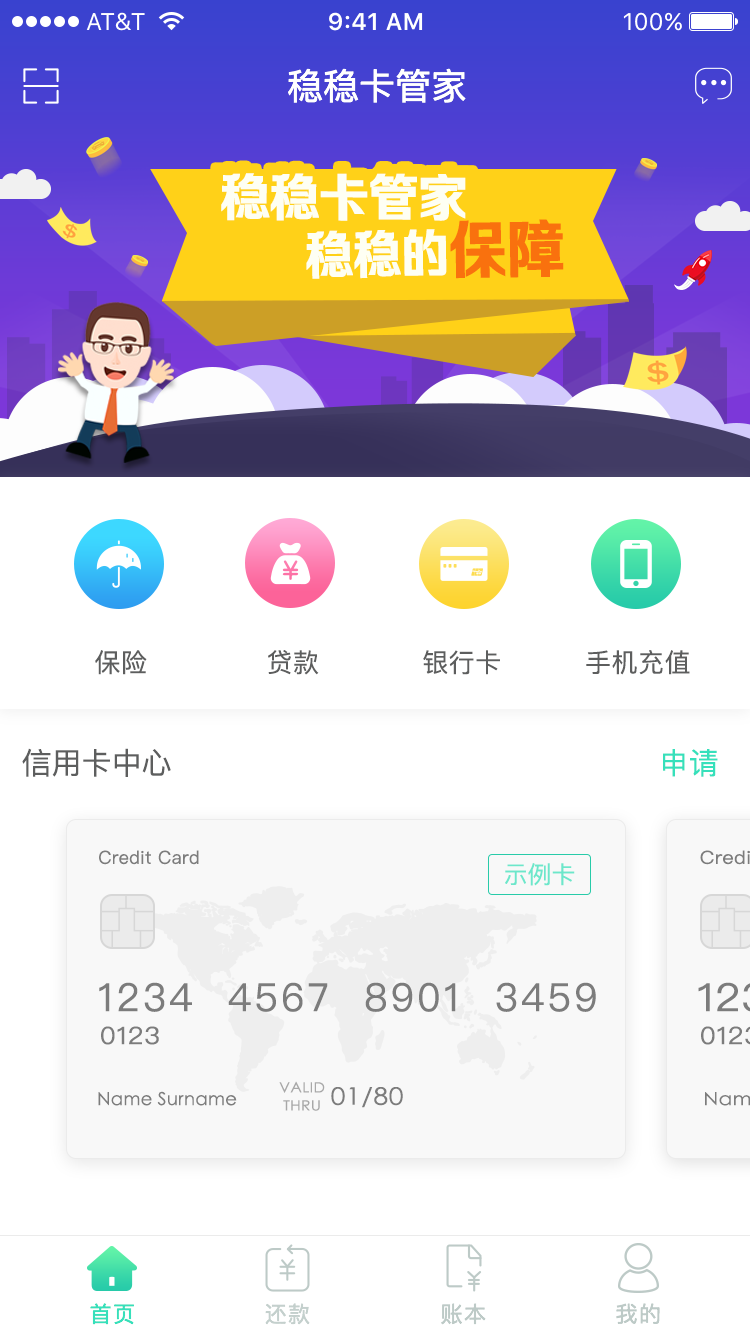 AT&T 9:41 AM 100%
稳稳卡管家
稳稳卡管家
稳稳的保障
$
$
¥
保险 贷款 银行卡 手机充值
信用卡中心 申请
Credit Card Credi
示例卡
1234 4567 8901 3459 123
0123 0123
Name Surname VALID THRU 01/80 Nam
¥ ¥
首页 还款 账本 我的